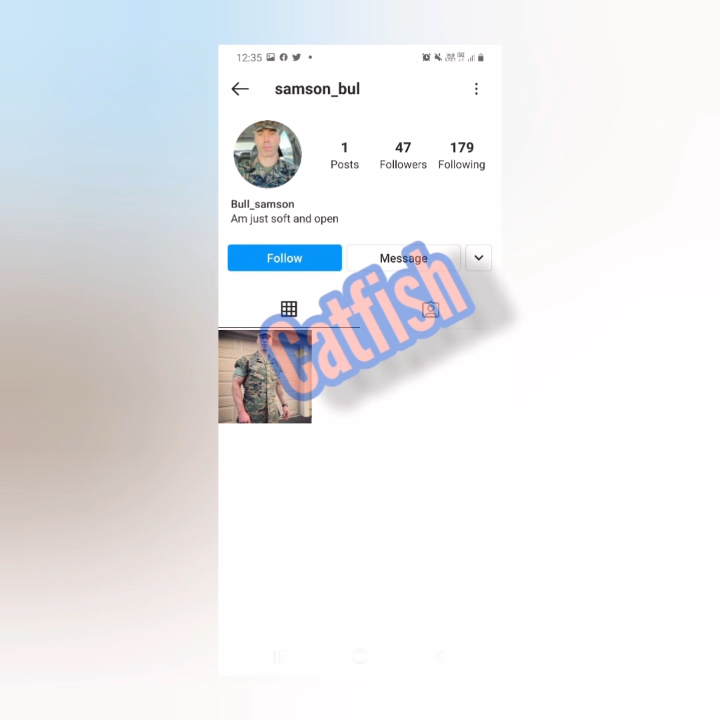 12:35
samson_bul
1 47 179
Posts Followers Following
Bull_samson
Am just soft and open
Follow Message
Catfish